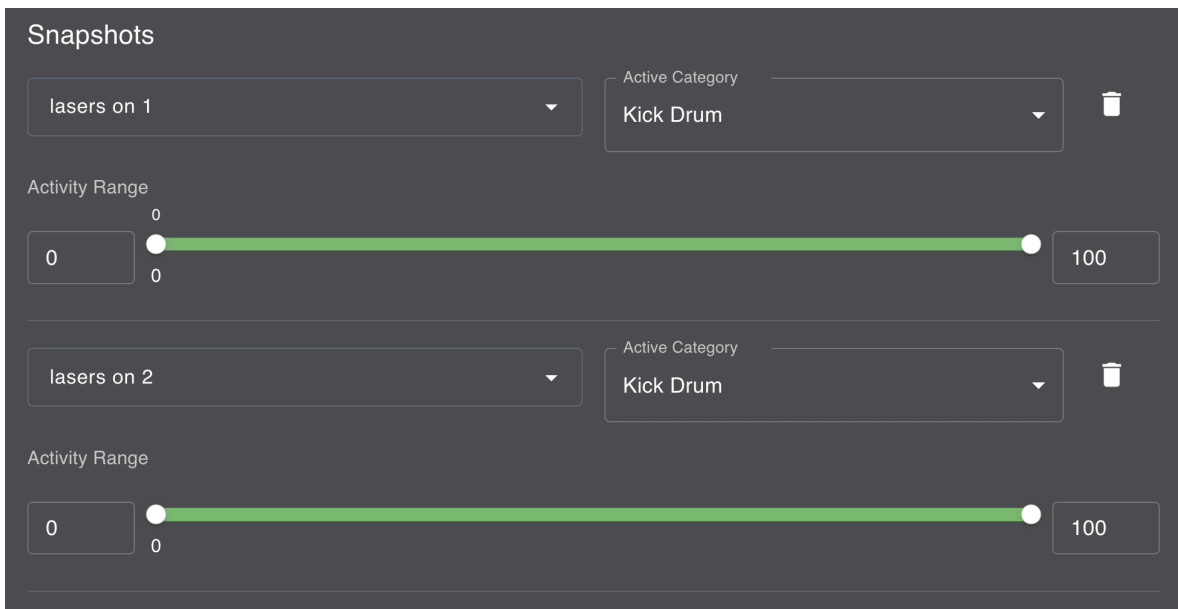 Snapshots
lasers on 1
Active Category
Kick Drum
Activity Range
0
0
100
0
lasers on 2
Active Category
Kick Drum
Activity Range
0
100
0